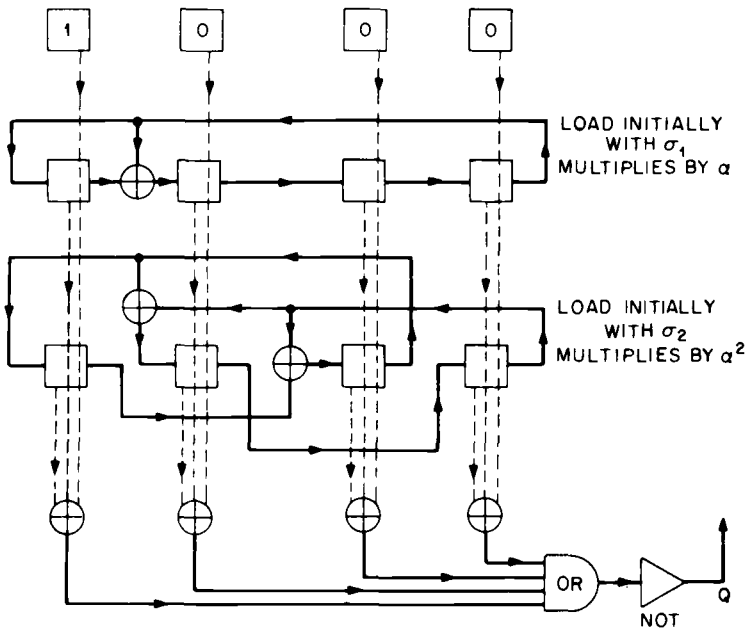 1 0 0 0
LOAD INITIALLY
WITH σ₁
MULTIPLIES BY α
LOAD INITIALLY
WITH σ₂
MULTIPLIES BY α²
OR
Q
NOT